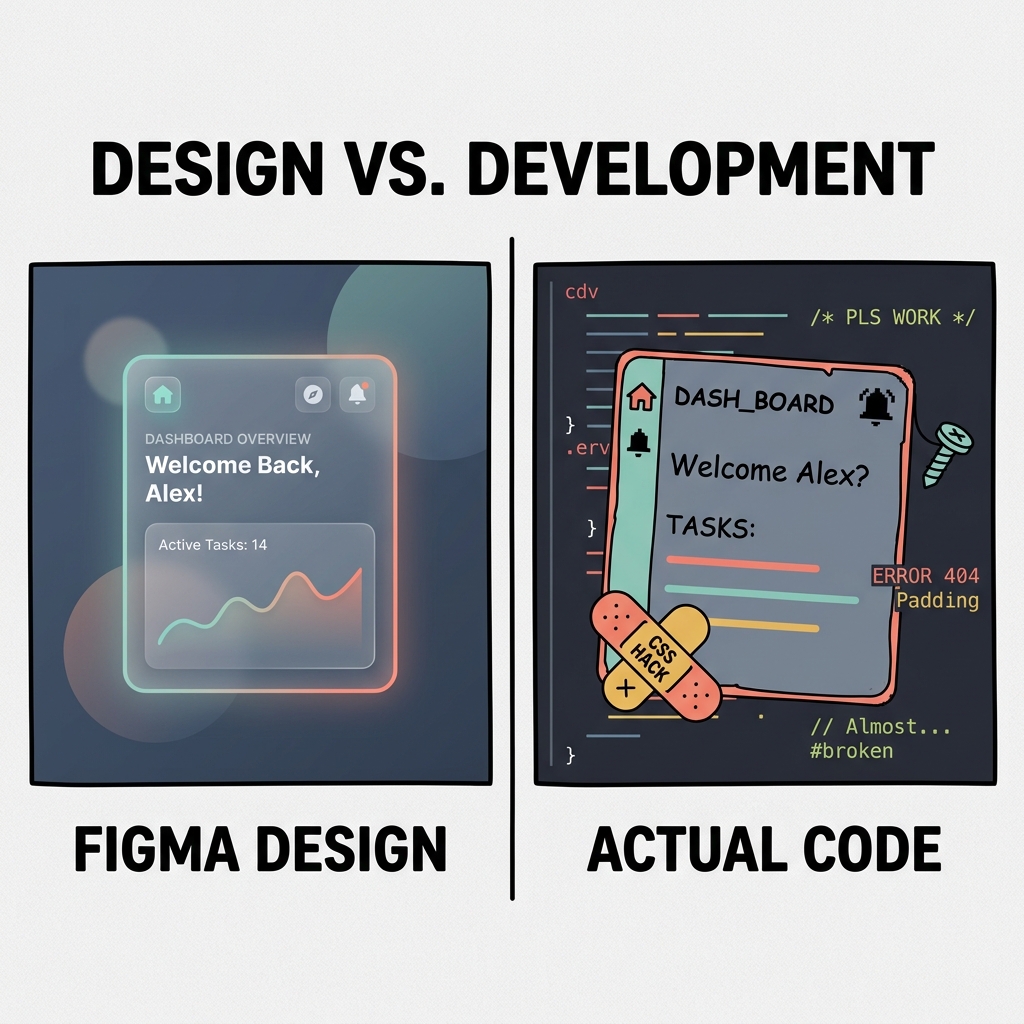 DESIGN VS. DEVELOPMENT
DASHBOARD OVERVIEW
Welcome Back,
Alex!
Active Tasks: 14
FIGMA DESIGN
cdv
/* PLS WORK */
}
.erv
}
DASH_BOARD
Welcome Alex?
TASKS:
ERROR 404
Padding
CSS
HACK
// Almost...
#broken
}
ACTUAL CODE